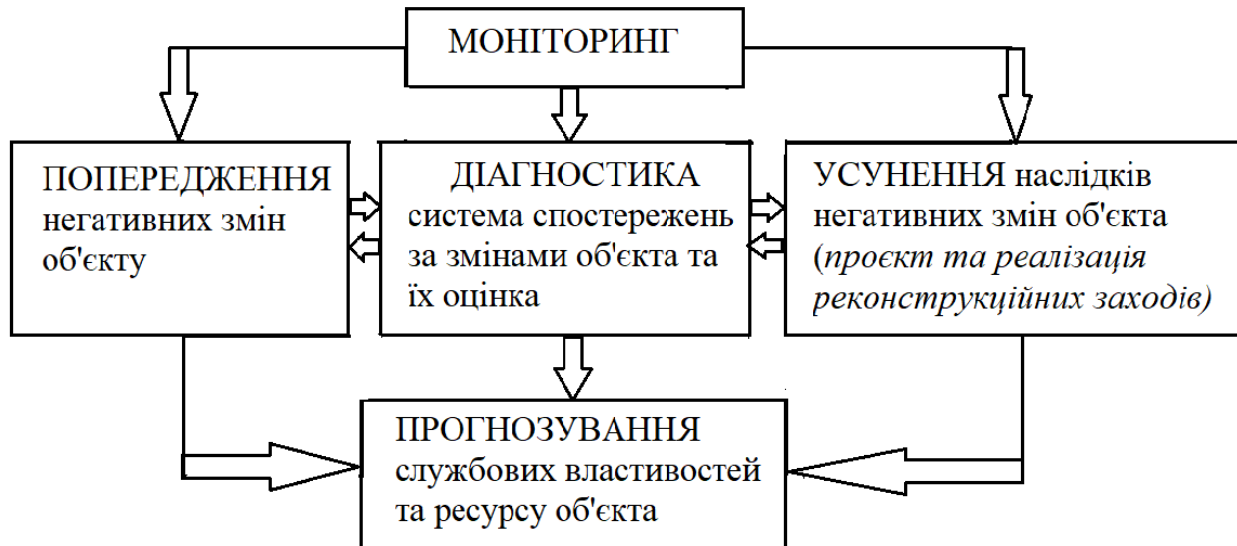 МОНІТОРИНГ
ПОПЕРЕДЖЕННЯ
негативних змін
об'єкту
ДІАГНОСТИКА
система спостережень
за змінами об'єкта та
їх оцінка
УСУНЕННЯ наслідків
негативних змін об'єкта
(проєкт та реалізація
реконструкційних заходів)
ПРОГНОЗУВАННЯ
службових властивостей
та ресурсу об'єкта